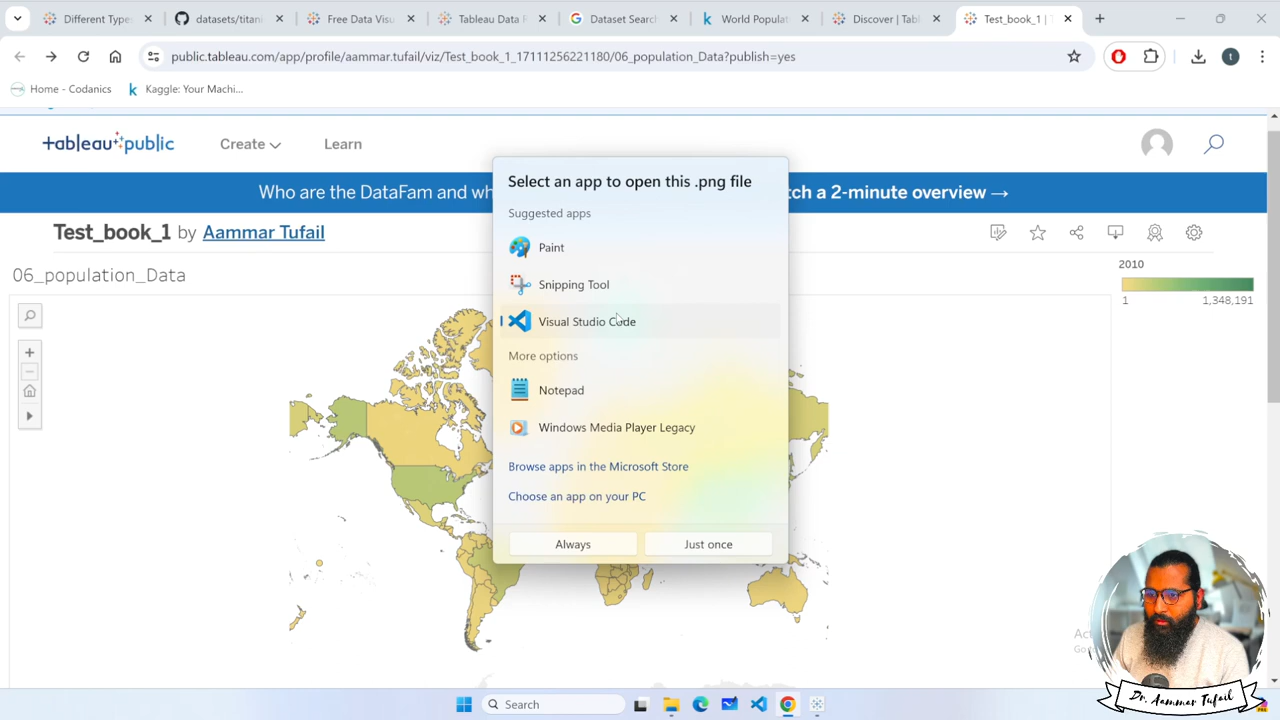 Different Type:
datasets/titani
Free Data Visu
Tableau Data F
Dataset Search
World Populat
Discover | Tabl
Test_book_1 | T
public.tableau.com/app/profile/aammar.tufail/viz/Test_book_1_17111256221180/06_population_Data?publish=yes
t
Home - Codanics
Kaggle: Your Machi...
tableau public
Create
Learn
Who are the DataFam and wh
tch a 2-minute overview →
Test_book_1 by Aammar Tufail
06_population_Data
2010
1
1,348,191
Select an app to open this .png file
Suggested apps
Paint
Snipping Tool
Visual Studio Code
More options
Notepad
Windows Media Player Legacy
Browse apps in the Microsoft Store
Choose an app on your PC
Always
Just once
Dr. Aammar Tufail
Search